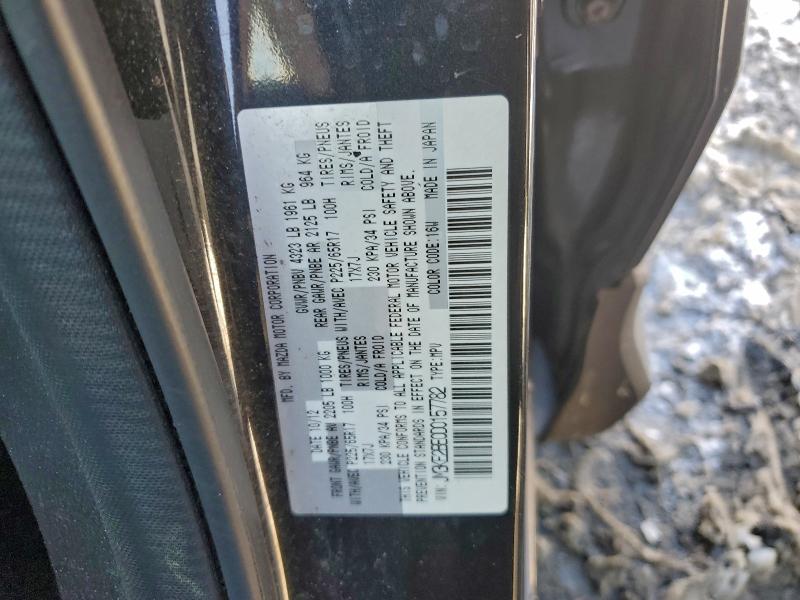 MFD. BY MAZDA MOTOR CORPORATION
DATE 10/12 GVWR/PNBV 4323 LB 1961 KG
FRONT GAWR/PNBE AV 2205 LB 1000 KG REAR GAWR/PNBE AR 2125 LB 964 KG
WITH/AVEC P225/65R17 100H TIRES/PNEUS WITH/AVEC P225/65R17 100H TIRES/PNEUS
17X7J RIMS/JANTES 17X7J RIMS/JANTES
230 KPA/34 PSI COLD/A FROID 230 KPA/34 PSI COLD/A FROID
THIS VEHICLE CONFORMS TO ALL APPLICABLE FEDERAL MOTOR VEHICLE SAFETY AND THEFT
PREVENTION STANDARDS IN EFFECT ON THE DATE OF MANUFACTURE SHOWN ABOVE.
VIN: TYPE:MPV COLOR CODE:16W MADE IN JAPAN